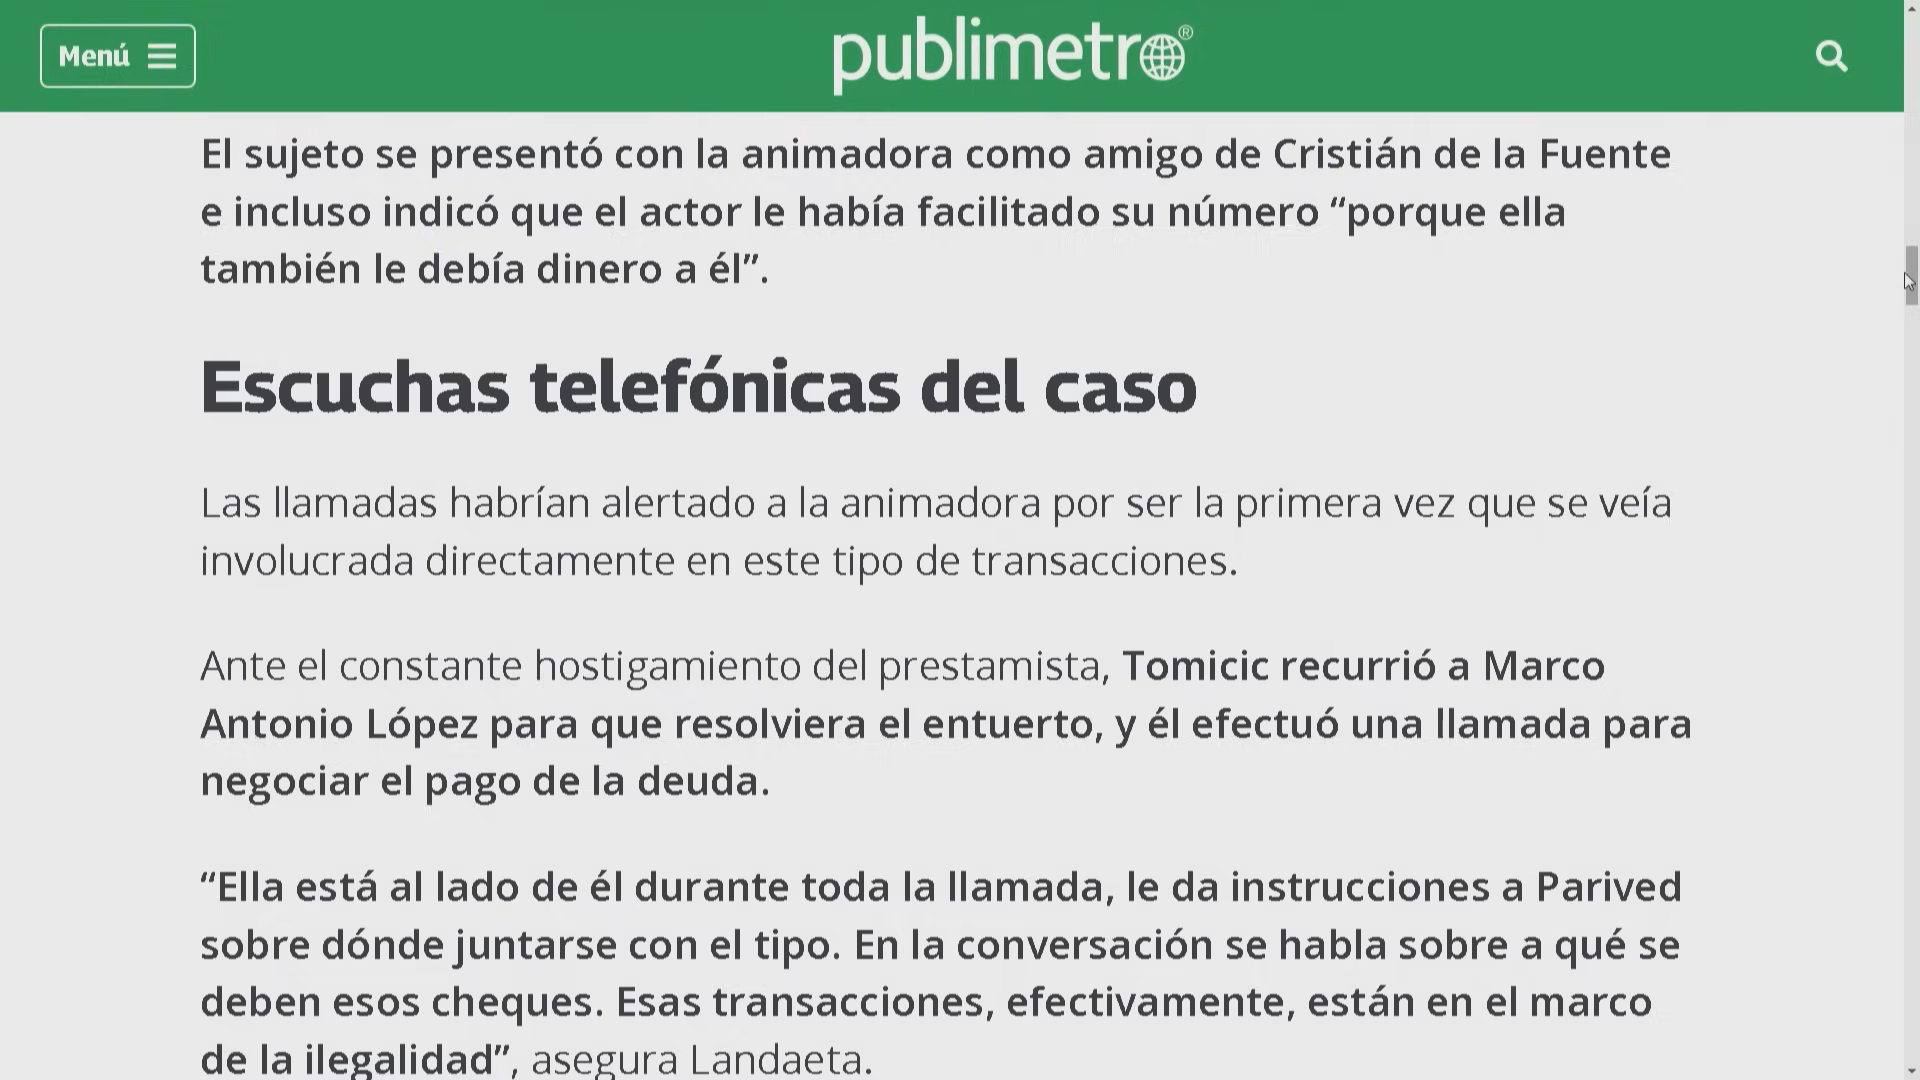 Menú
publimetro®
El sujeto se presentó con la animadora como amigo de Cristián de la Fuente
e incluso indicó que el actor le había facilitado su número “porque ella
también le debía dinero a él”.
Escuchas telefónicas del caso
Las llamadas habrían alertado a la animadora por ser la primera vez que se veía
involucrada directamente en este tipo de transacciones.
Ante el constante hostigamiento del prestamista, Tomicic recurrió a Marco
Antonio López para que resolviera el entuerto, y él efectuó una llamada para
negociar el pago de la deuda.
“Ella está al lado de él durante toda la llamada, le da instrucciones a Parived
sobre dónde juntarse con el tipo. En la conversación se habla sobre a qué se
deben esos cheques. Esas transacciones, efectivamente, están en el marco
de la ilegalidad”, asegura Landaeta.